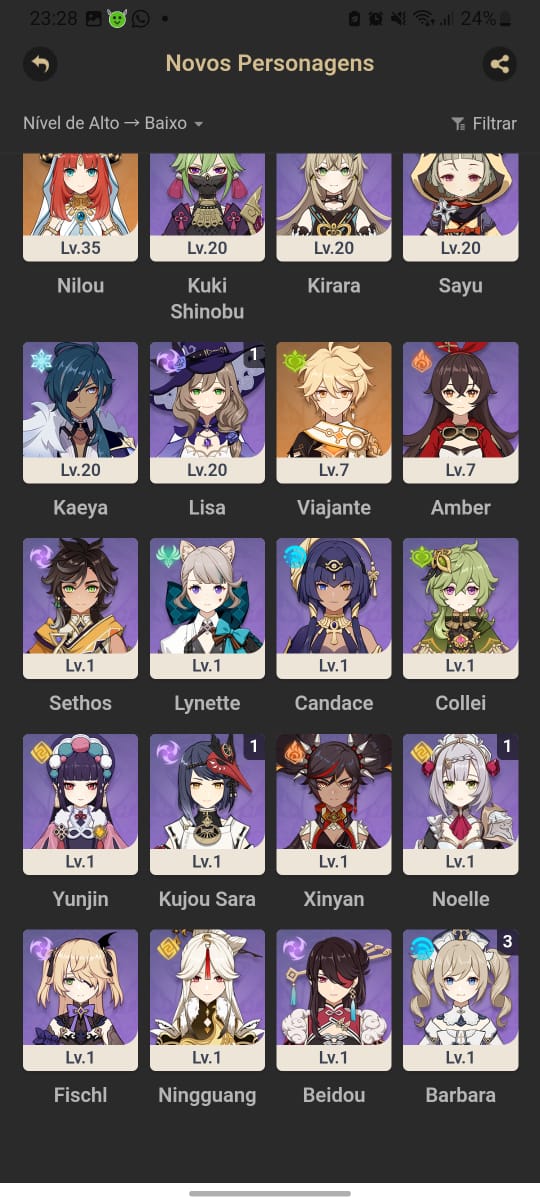 23:28
24%
Novos Personagens
Nível de Alto → Baixo
Filtrar
Lv.35 Lv.20 Lv.20 Lv.20
Nilou Kuki Shinobu Kirara Sayu
1
Lv.20 Lv.20 Lv.7 Lv.7
Kaeya Lisa Viajante Amber
Lv.1 Lv.1 Lv.1 Lv.1
Sethos Lynette Candace Collei
1 1
Lv.1 Lv.1 Lv.1 Lv.1
Yunjin Kujou Sara Xinyan Noelle
3
Lv.1 Lv.1 Lv.1 Lv.1
Fischl Ningguang Beidou Barbara